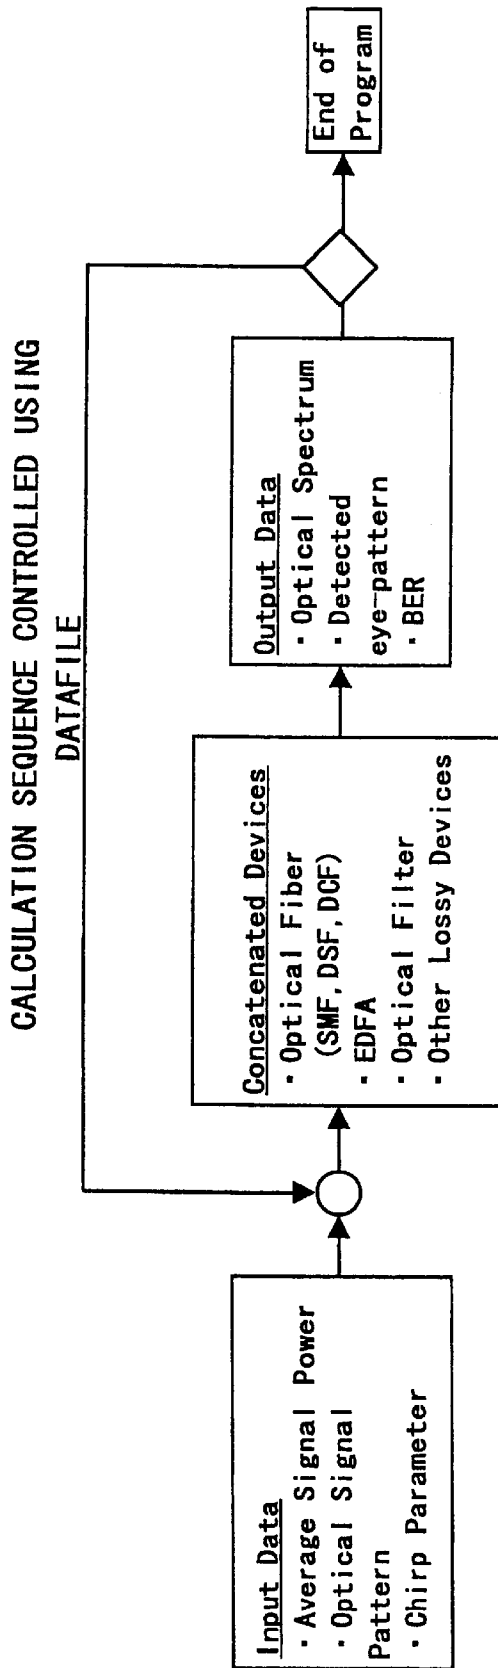 CALCULATION SEQUENCE CONTROLLED USING
DATAFILE
Input Data
・Average Signal Power
・Optical Signal
Pattern
・Chirp Parameter
Concatenated Devices
・Optical Fiber
(SMF, DSF, DCF)
・EDFA
・Optical Filter
・Other Lossy Devices
Output Data
・Optical Spectrum
・Detected
eye-pattern
・BER
End of
Program